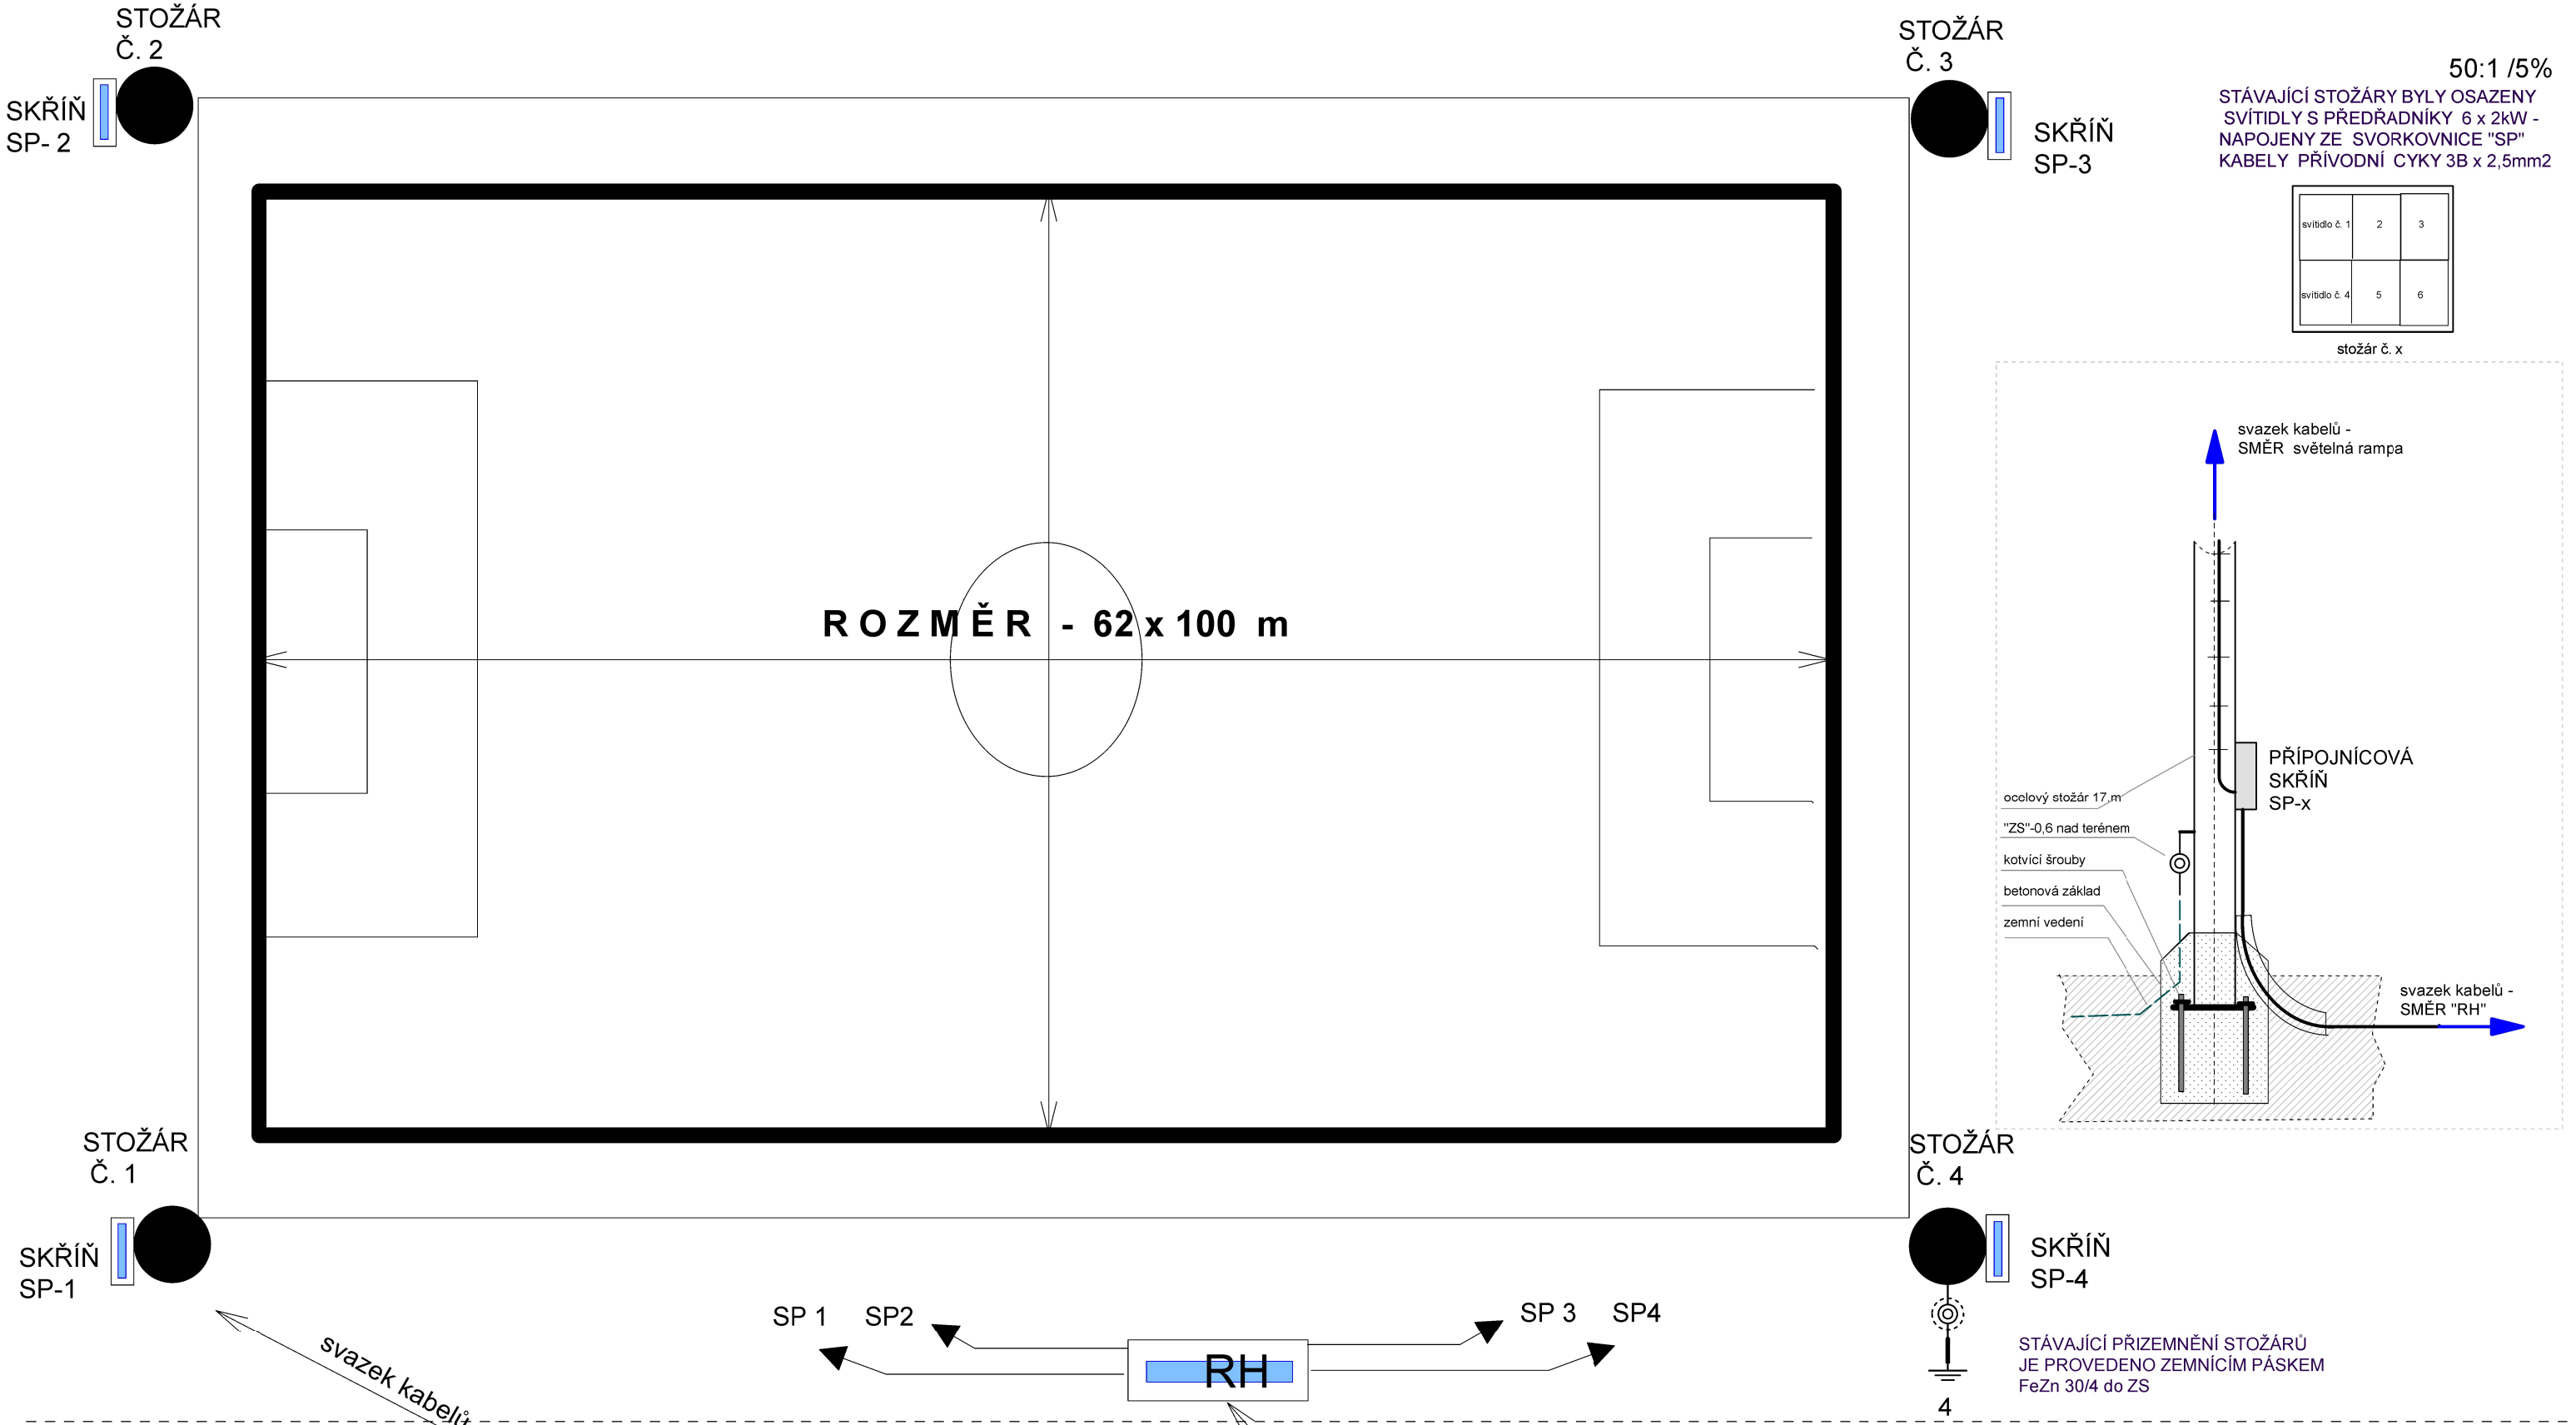 STOŽÁR
Č. 2
SKŘÍŇ
SP- 2
STOŽÁR
Č. 3
SKŘÍŇ
SP-3
50:1 /5%
STÁVAJÍCÍ STOŽÁRY BYLY OSAZENY
SVÍTIDLY S PŘEDŘADNÍKY 6 x 2kW -
NAPOJENY ZE SVORKOVNICE "SP"
KABELY PŘÍVODNÍ CYKY 3B x 2,5mm2
svítidlo č. 1 2 3
svítidlo č. 4 5 6
stožár č. x
svazek kabelů -
SMĚR světelná rampa
ROZMĚR - 62 x 100 m
PŘÍPOJNÍCOVÁ
SKŘÍŇ
SP-x
ocelový stožár 17.m
"ZS"-0,6 nad terénem
kotvící šrouby
betonová základ
zemní vedení
svazek kabelů -
SMĚR "RH"
STOŽÁR
Č. 1
SKŘÍŇ
SP-1
STOŽÁR
Č. 4
SKŘÍŇ
SP-4
svazek kabelů
SP 1 SP2 SP 3 SP4
RH
STÁVAJÍCÍ PŘIZEMNĚNÍ STOŽÁRŮ
JE PROVEDENO ZEMNÍCÍM PÁSKEM
FeZn 30/4 do ZS
4